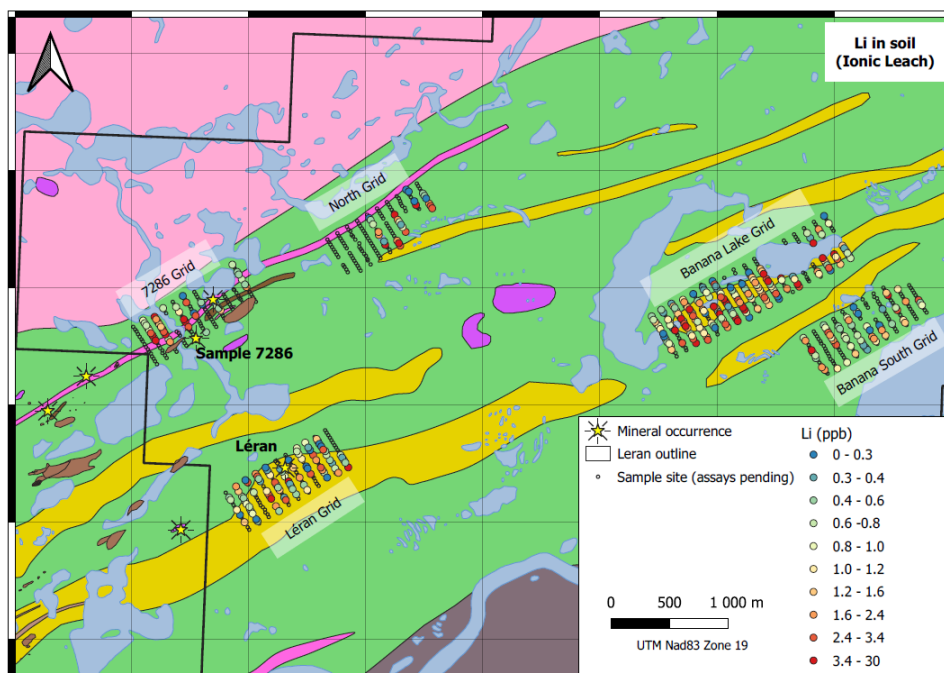 Li in soil
(Ionic Leach)
North Grid
7286 Grid
Banana Lake Grid
Sample 7286
Banana South Grid
Léran
Léran Grid
Mineral occurrence
Leran outline
Sample site (assays pending)
Li (ppb)
0 - 0.3
0.3 - 0.4
0.4 - 0.6
0.6 -0.8
0.8 - 1.0
1.0 - 1.2
1.2 - 1.6
1.6 - 2.4
2.4 - 3.4
3.4 - 30
0 500 1 000 m
UTM Nad83 Zone 19